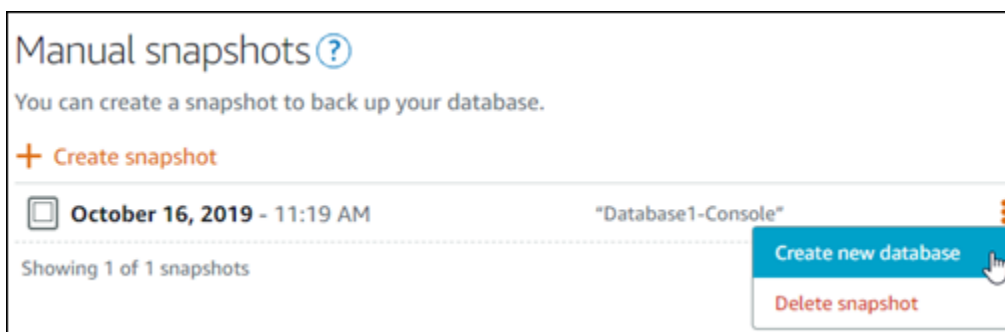 Manual snapshots ?
You can create a snapshot to back up your database.
+ Create snapshot
October 16, 2019 - 11:19 AM "Database1-Console"
Create new database
Showing 1 of 1 snapshots
Delete snapshot